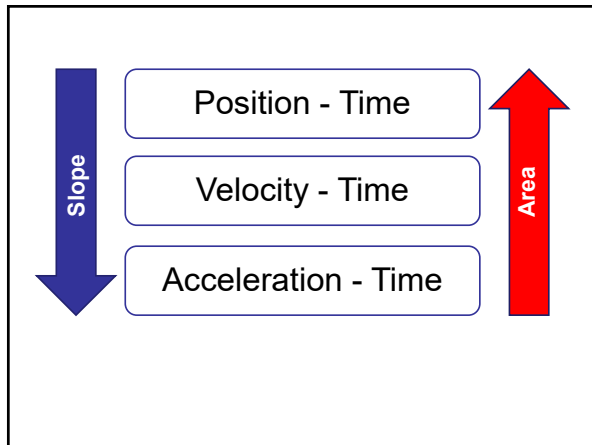 Position - Time
Slope
Velocity - Time
Area
Acceleration - Time